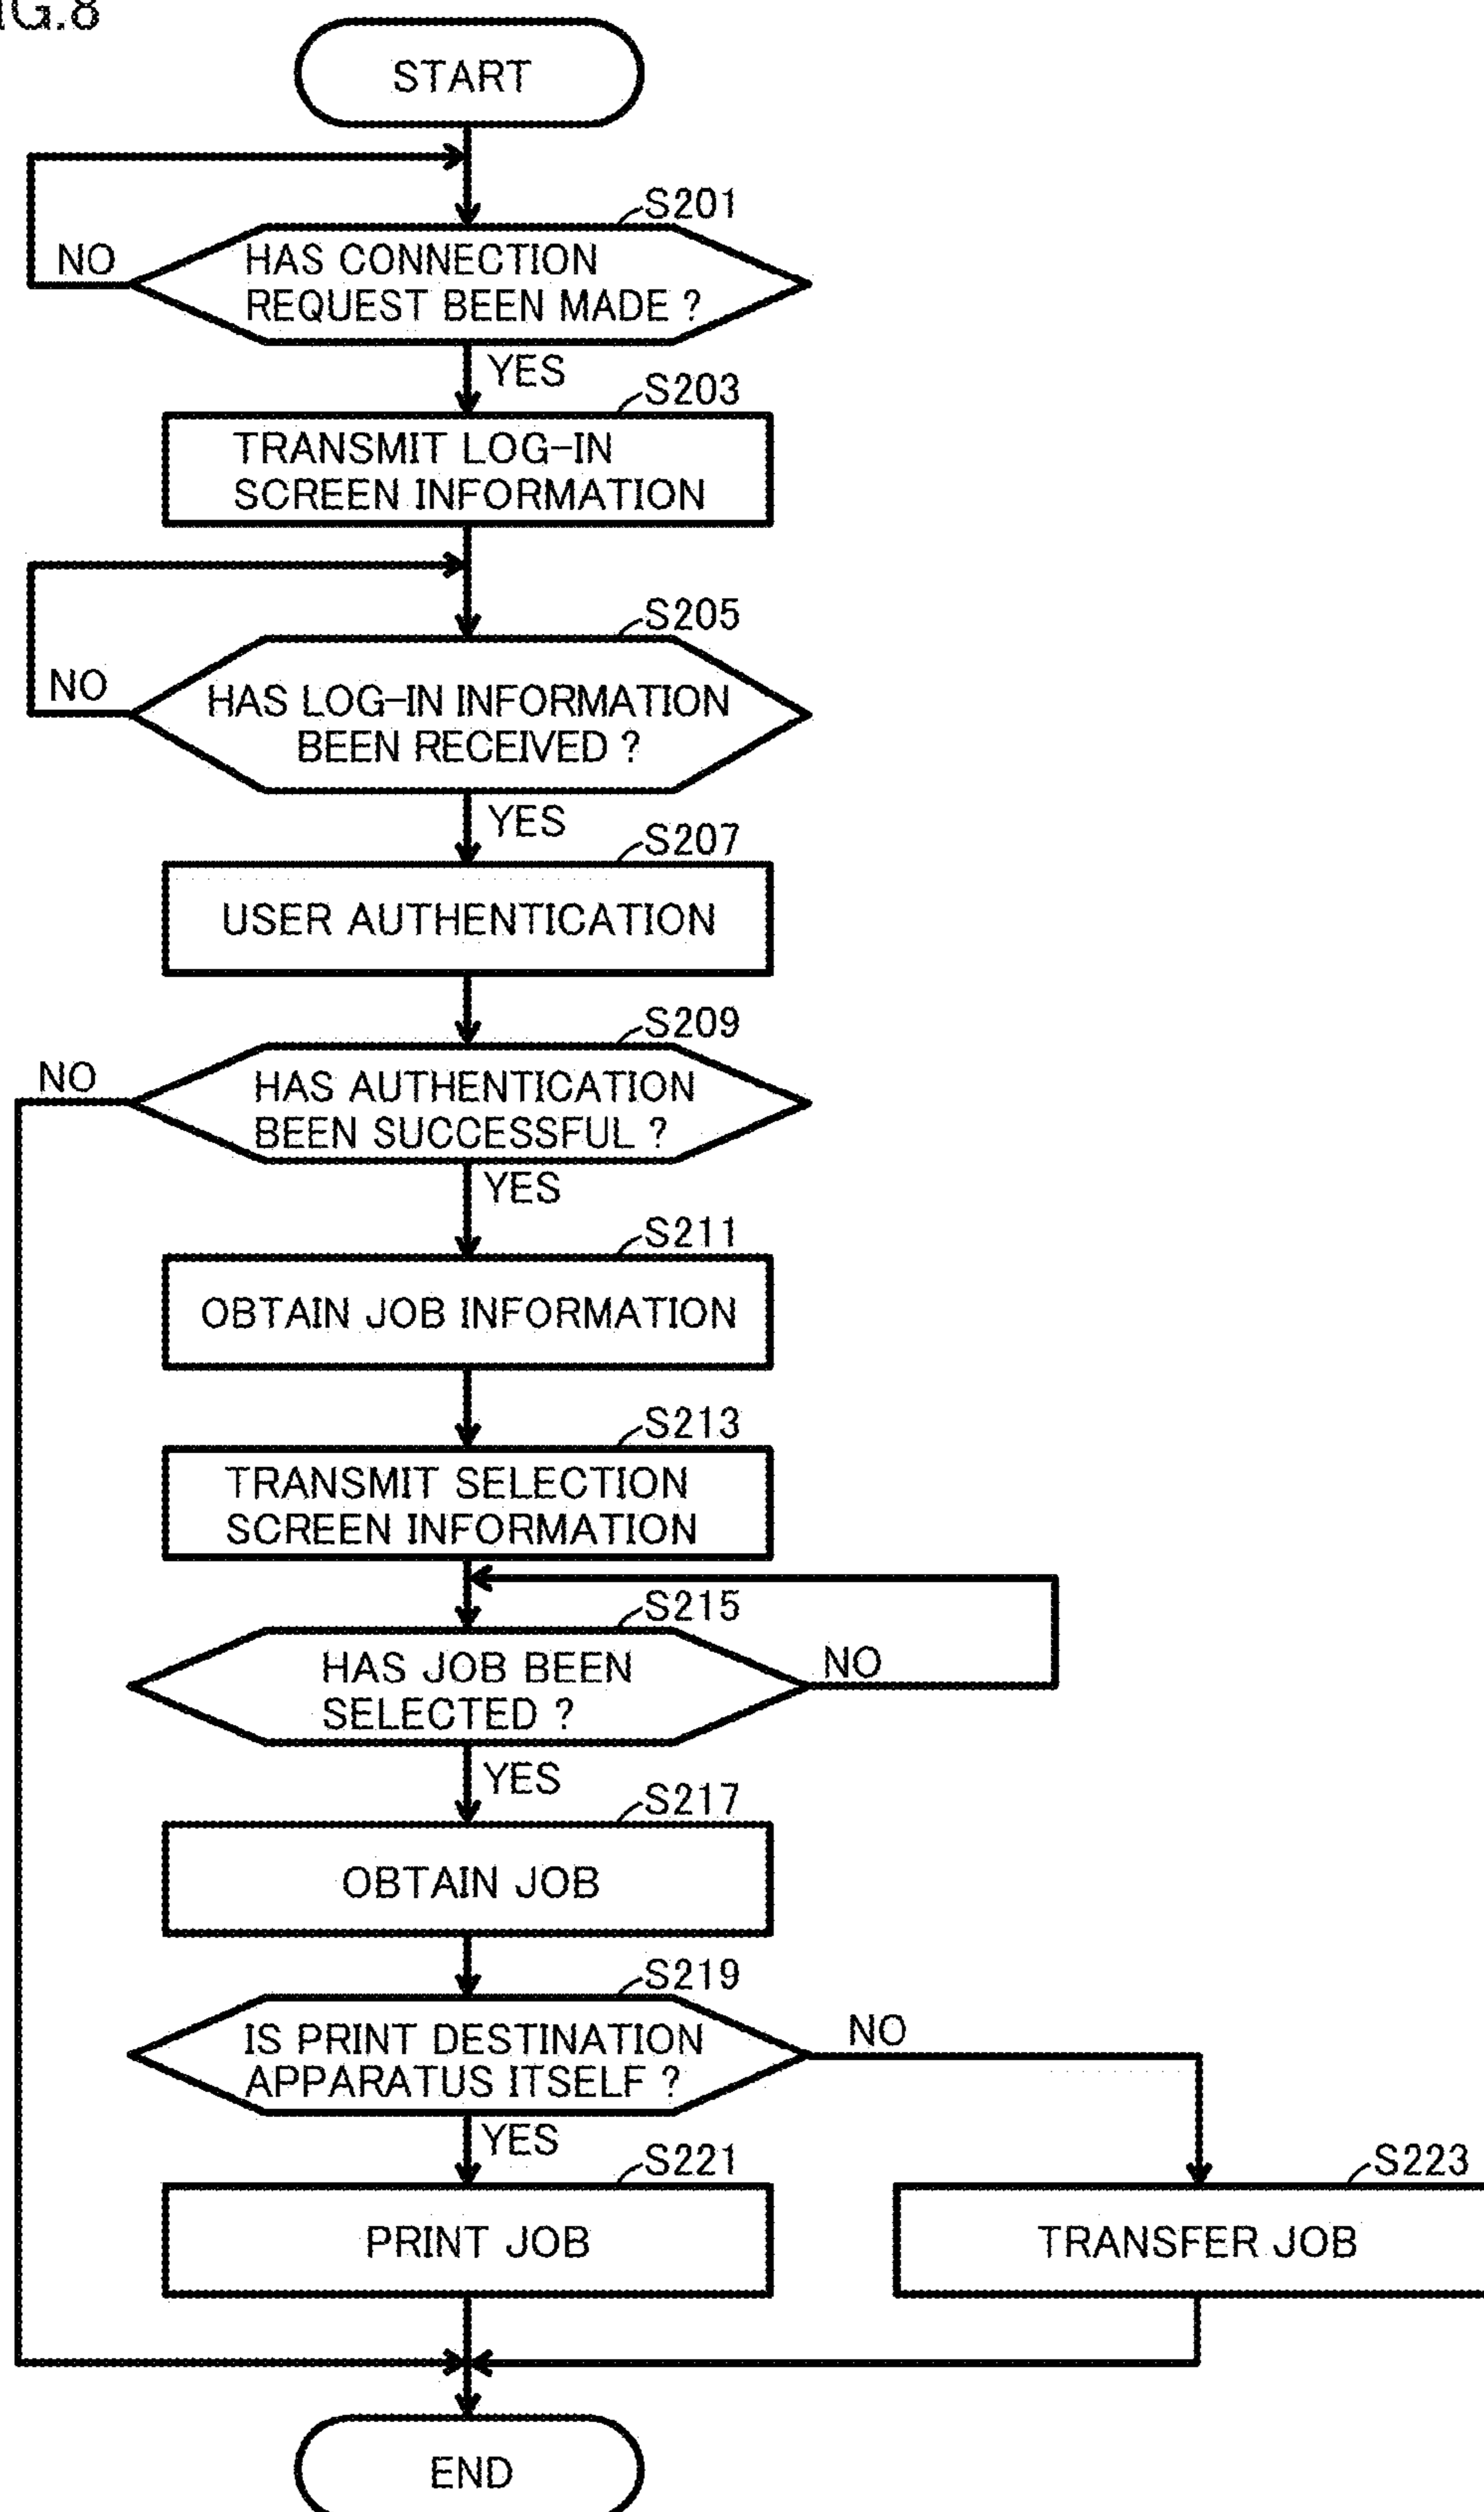 IG.8
START
S201
NO
HAS CONNECTION
REQUEST BEEN MADE ?
YES
S203
TRANSMIT LOG-IN
SCREEN INFORMATION
S205
NO
HAS LOG-IN INFORMATION
BEEN RECEIVED ?
YES
S207
USER AUTHENTICATION
S209
NO
HAS AUTHENTICATION
BEEN SUCCESSFUL ?
YES
S211
OBTAIN JOB INFORMATION
S213
TRANSMIT SELECTION
SCREEN INFORMATION
S215
HAS JOB BEEN
SELECTED ?
NO
YES
S217
OBTAIN JOB
S219
IS PRINT DESTINATION
APPARATUS ITSELF ?
NO
YES
S221
PRINT JOB
S223
TRANSFER JOB
END